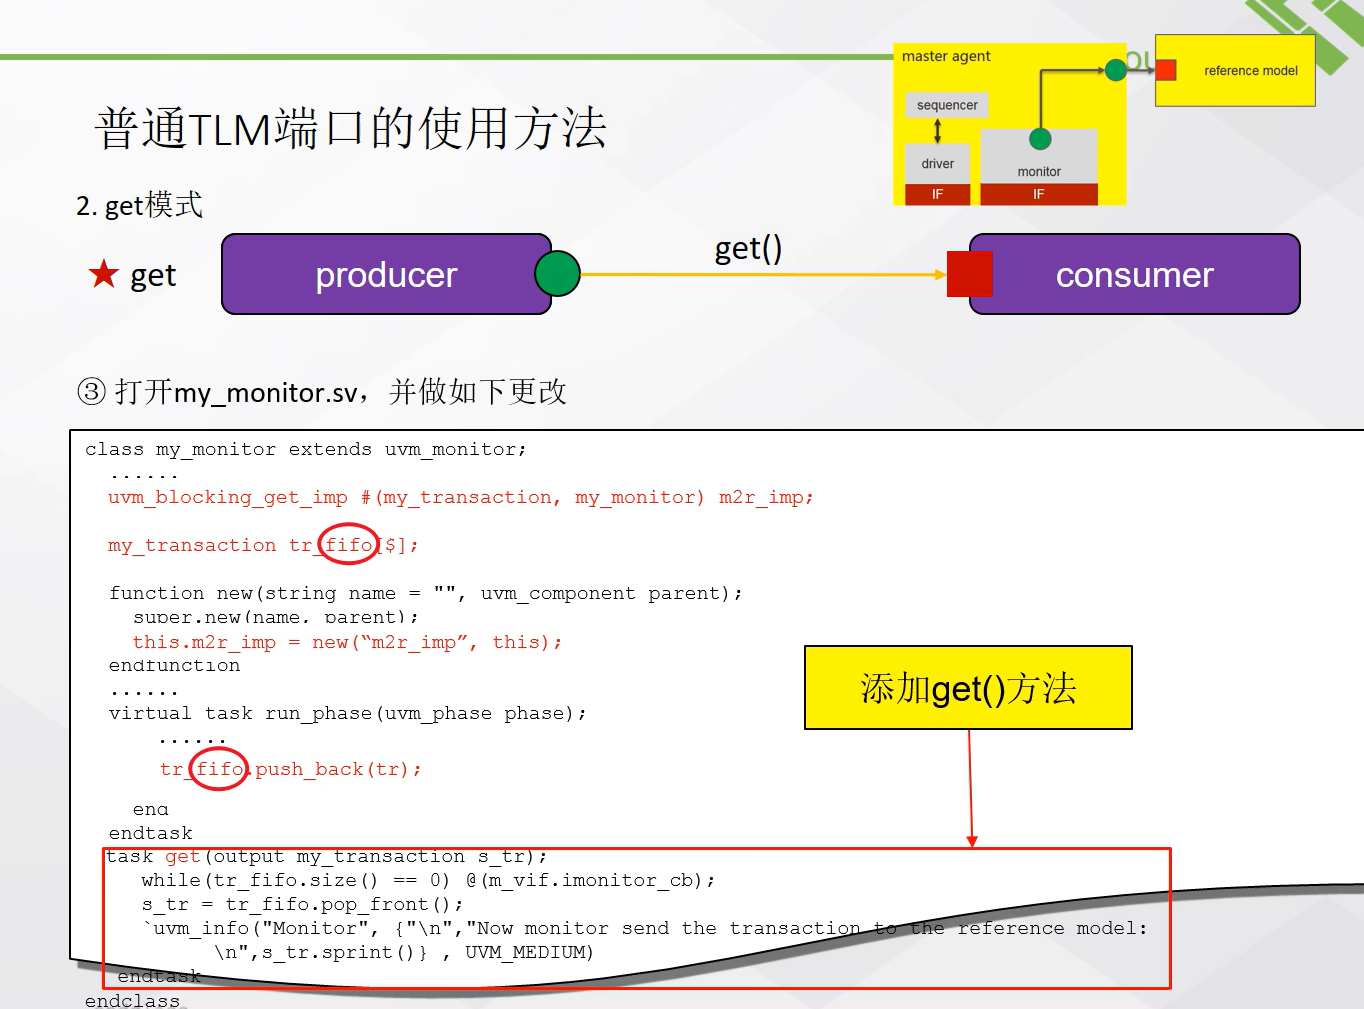 master agent
reference model
sequencer
driver
monitor
IF
IF
普通TLM端口的使用方法
2. get模式
★ get
producer
get()
consumer
③ 打开my_monitor.sv，并做如下更改
class my_monitor extends uvm_monitor;
......
uvm_blocking_get_imp #(my_transaction, my_monitor) m2r_imp;
my_transaction tr_fifo[$];
function new(string name = "", uvm_component parent);
super.new(name, parent);
this.m2r_imp = new(“m2r_imp”, this);
endfunction
......
virtual task run_phase(uvm_phase phase);
......
tr_fifo.push_back(tr);
end
endtask
添加get()方法
task get(output my_transaction s_tr);
while(tr_fifo.size() == 0) @(m_vif.imonitor_cb);
s_tr = tr_fifo.pop_front();
`uvm_info("Monitor", {"\n","Now monitor send the transaction to the reference model:
\n",s_tr.sprint()} , UVM_MEDIUM)
endtask
endclass